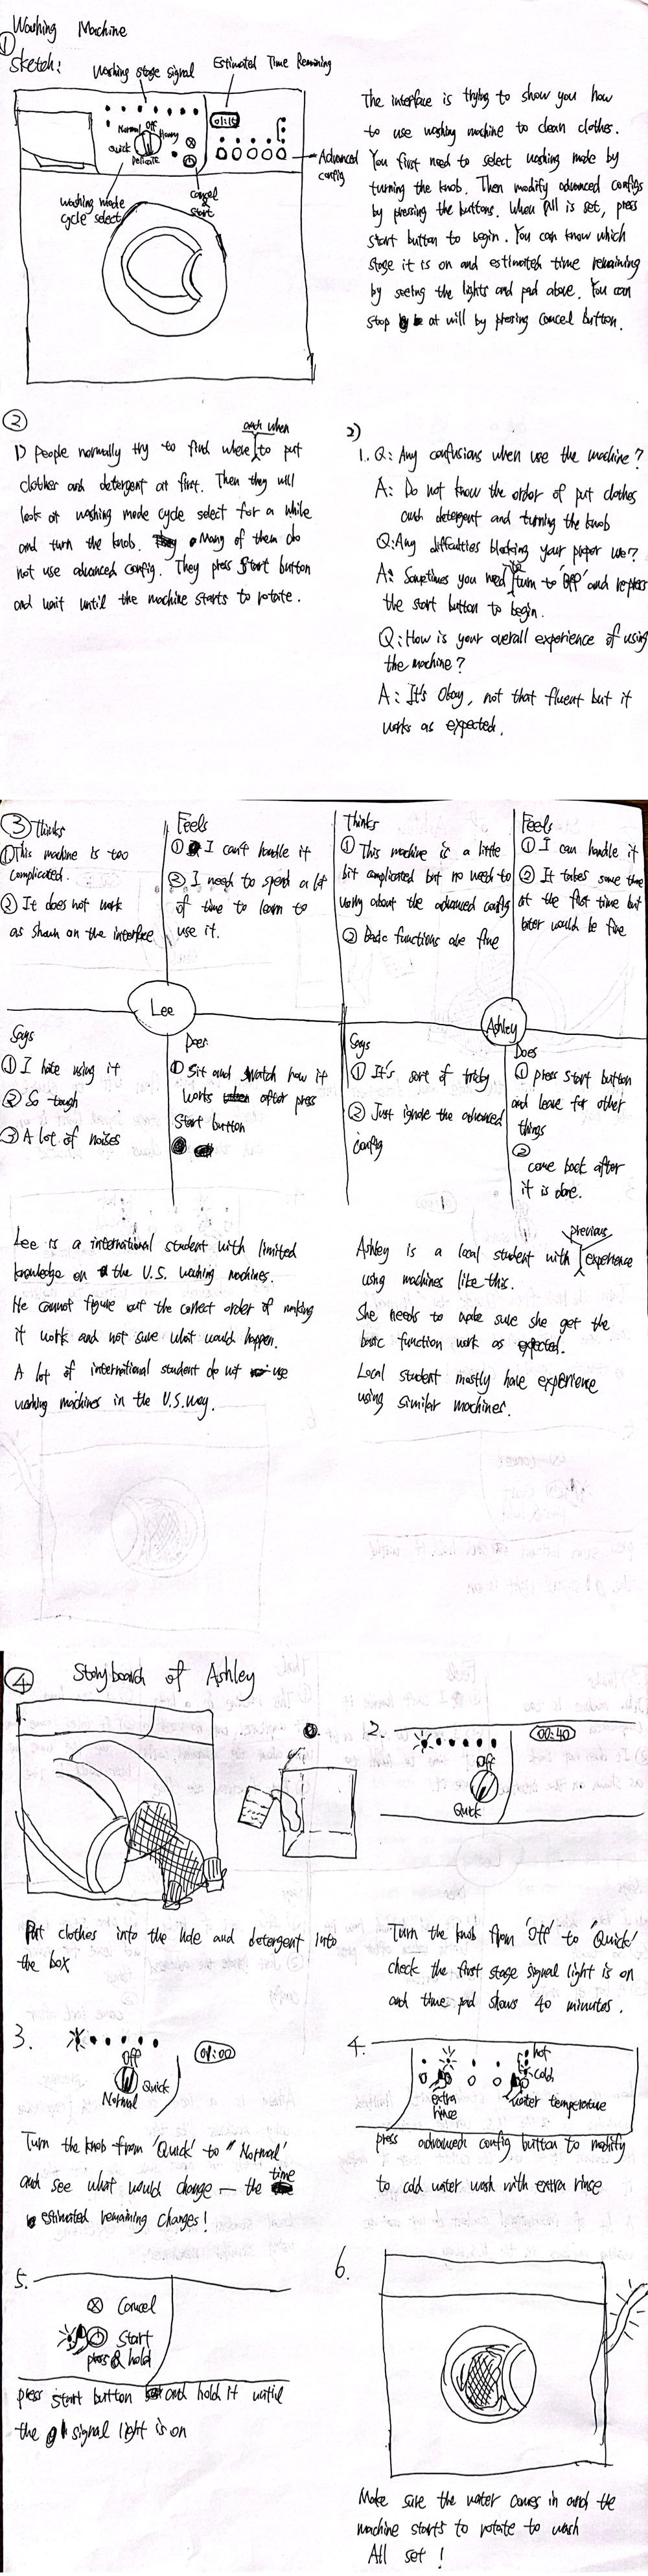 Washing Machine
①
Sketch:
Washing stage signal
Estimated Time Remaining
01:10
Normal Off Heavy
Quick
Delicate
Advanced config
washing mode cycle select
cancel & start
The interface is trying to show you how
to use washing machine to clean clothes.
You first need to select washing mode by
turning the knob. Then modify advanced configs
by pressing the buttons. When all is set, press
start button to begin. You can know which
stage it is on and estimated time remaining
by seeing the lights and pad above. You can
stop at will by pressing cancel button.
②
1) People normally try to find where and when to put
clothes and detergent at first. Then they will
look at washing mode cycle select for a while
and turn the knob. Many of them do
not use advanced config. They press Start button
and wait until the machine starts to rotate.
2)
1. Q: Any confusions when use the machine?
A: Do not know the order of put clothes
and detergent and turning the knob
Q: Any difficulties blocking your proper use?
A: Sometimes you need to turn to 'Off' and repress
the start button to begin.
Q: How is your overall experience of using
the machine?
A: It's Okay, not that fluent but it
works as expected.
③ Thinks
① This machine is too
complicated.
② It does not work
as shown on the interface
Feels
① I can't handle it
② I need to spend a lot
of time to learn to
use it.
Lee
Says
① I hate using it
② So tough
③ A lot of noises
Does
① Sit and watch how it
works after press
Start button
Thinks
① This machine is a little
bit complicated but no need to
worry about the advanced config
② Basic functions are fine
Feels
① I can handle it
② It takes some time
at the first time but
later would be fine
Ashley
Says
① It's sort of tricky
② Just ignore the advanced
config
Does
① press start button
and leave for other
things
②
come back after
it is done.
Lee is a international student with limited
knowledge on the U.S. washing machines.
He cannot figure out the correct order of making
it work and not sure what would happen.
A lot of international student do not use
washing machines in the U.S. way.
Ashley is a local student with previous experience
using machines like this.
She needs to make sure she get the
basic function work as expected.
Local student mostly have experience
using similar machines.
④ Storyboard of Ashley
Put clothes into the hole and detergent into
the box
2.
00:40
Off
Quick
Turn the knob from 'Off' to 'Quick'
check the first stage signal light is on
and time pad shows 40 minutes.
3.
01:00
Off
Quick
Normal
Turn the knob from 'Quick' to "Normal'
and see what would change — the time
estimated remaining changes!
4.
hot
cold
extra rinse
water temperature
press advanced config button to modify
to cold water wash with extra rinse
5.
Cancel
Start
press & hold
press start button and hold it until
the signal light is on
6.
Make sure the water comes in and the
machine starts to rotate to wash
All set!